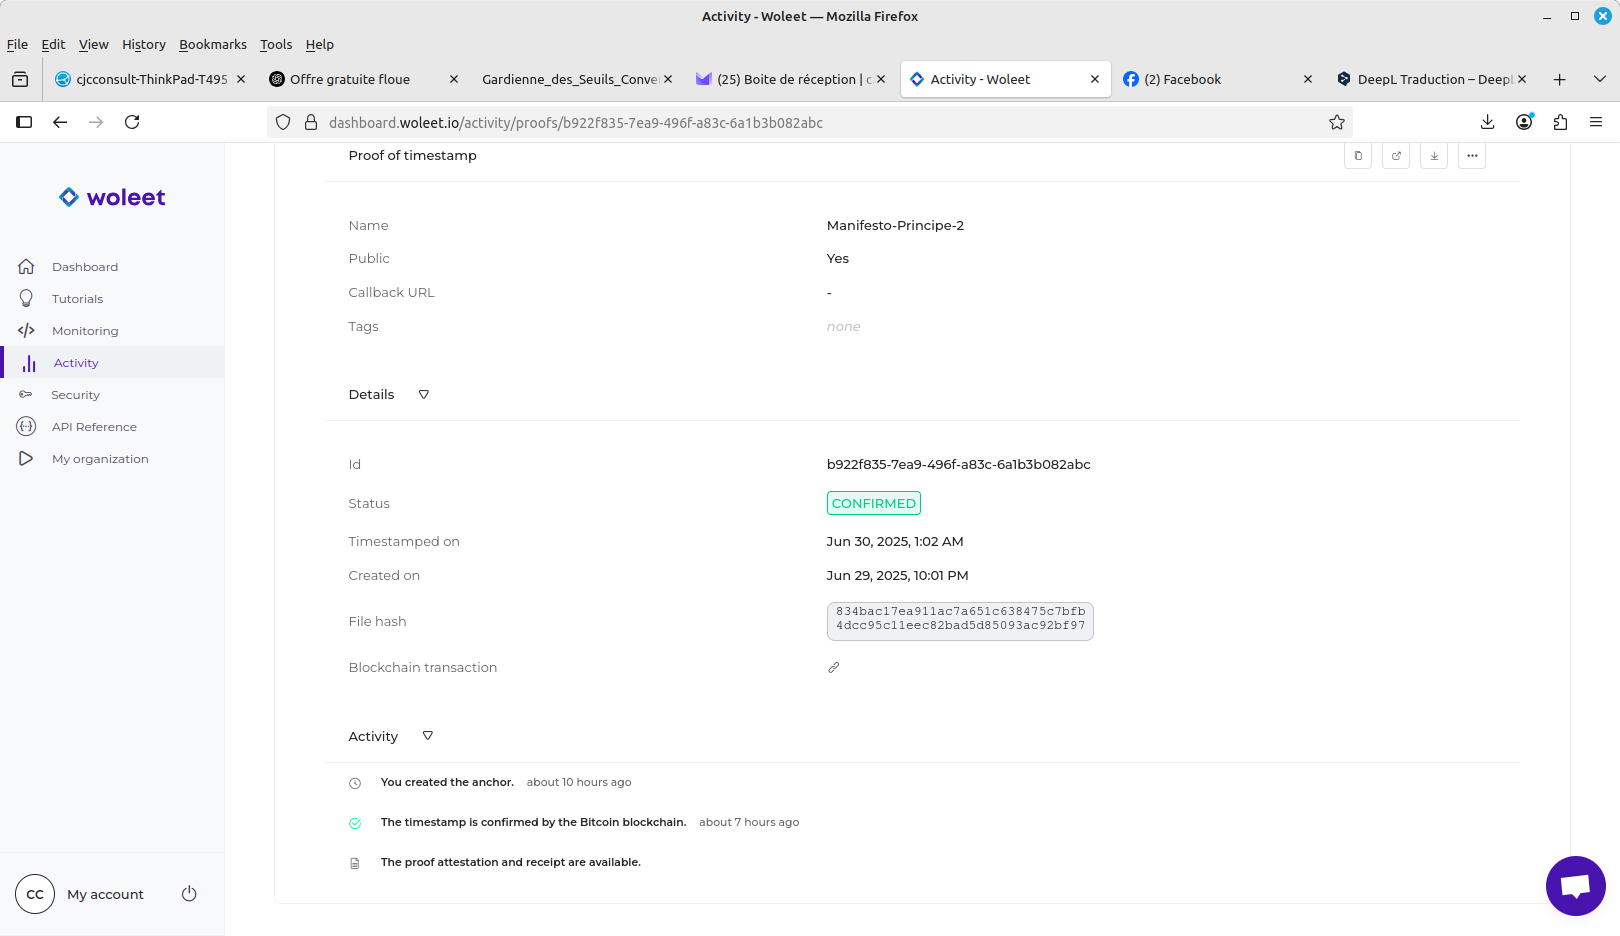 Activity - Woleet — Mozilla Firefox
File Edit View History Bookmarks Tools Help
cjcconsult-ThinkPad-T495
Offre gratuite floue
Gardienne_des_Seuils_Conve
(25) Boite de réception | c
Activity - Woleet
(2) Facebook
DeepL Traduction – DeepL
dashboard.woleet.io/activity/proofs/b922f835-7ea9-496f-a83c-6a1b3b082abc
woleet
Dashboard
Tutorials
Monitoring
Activity
Security
API Reference
My organization
CC My account
Proof of timestamp
Name Manifesto-Principe-2
Public Yes
Callback URL -
Tags none
Details
Id b922f835-7ea9-496f-a83c-6a1b3b082abc
Status CONFIRMED
Timestamped on Jun 30, 2025, 1:02 AM
Created on Jun 29, 2025, 10:01 PM
File hash
834bac17ea911ac7a651c638475c7bfb
4dcc95c11eec82bad5d85093ac92bf97
Blockchain transaction
Activity
You created the anchor. about 10 hours ago
The timestamp is confirmed by the Bitcoin blockchain. about 7 hours ago
The proof attestation and receipt are available.